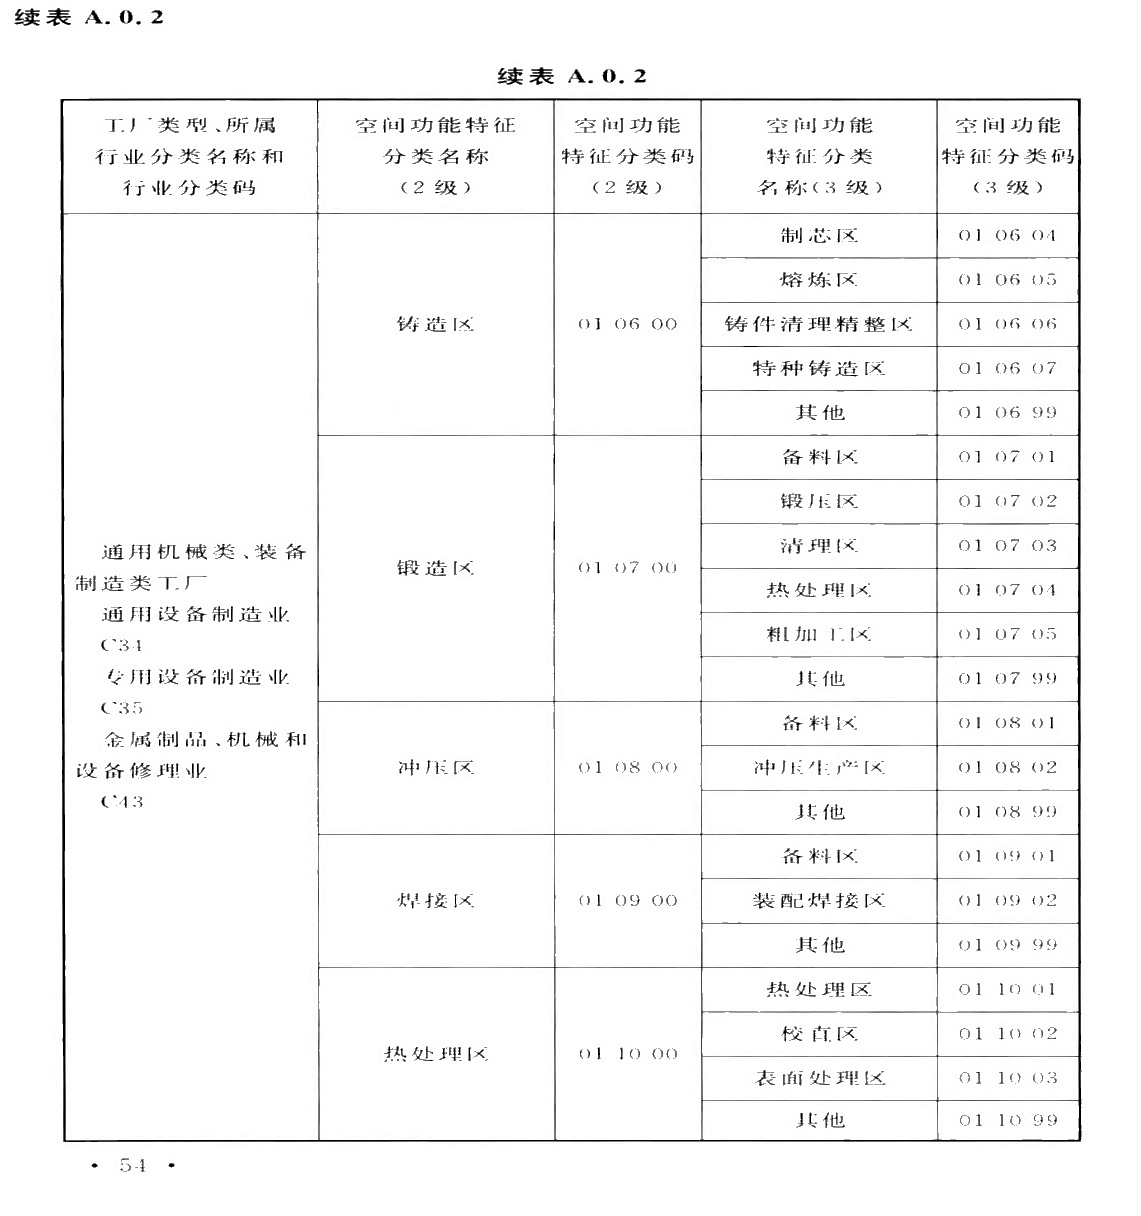 续表 A.0.2
续表 A.0.2
工厂类型、所属
行业分类名称和
行业分类码
空间功能特征
分类名称
(2 级)
空间功能
特征分类码
(2 级)
空间功能
特征分类
名称(3 级)
空间功能
特征分类码
(3 级)
通用机械类、装备
制造类工厂
通用设备制造业
C34
专用设备制造业
C35
金属制品、机械和
设备修理业
C43
铸造区
01 06 00
制芯区
01 06 04
熔炼区
01 06 05
铸件清理精整区
01 06 06
特种铸造区
01 06 07
其他
01 06 99
锻造区
01 07 00
备料区
01 07 01
锻压区
01 07 02
清理区
01 07 03
热处理区
01 07 04
粗加工区
01 07 05
其他
01 07 99
冲压区
01 08 00
备料区
01 08 01
冲压生产区
01 08 02
其他
01 08 99
焊接区
01 09 00
备料区
01 09 01
装配焊接区
01 09 02
其他
01 09 99
热处理区
01 10 00
热处理区
01 10 01
校直区
01 10 02
表面处理区
01 10 03
其他
01 10 99
• 54 •